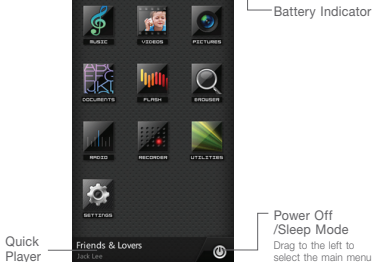 Battery Indicator
MUSIC
VIDEOS
PICTURES
DOCUMENTS
FLASH
BROWSER
RADIO
RECORDER
UTILITIES
SETTINGS
Quick
Player
Friends & Lovers
Jack Lee
Power Off
/Sleep Mode
Drag to the left to
select the main menu